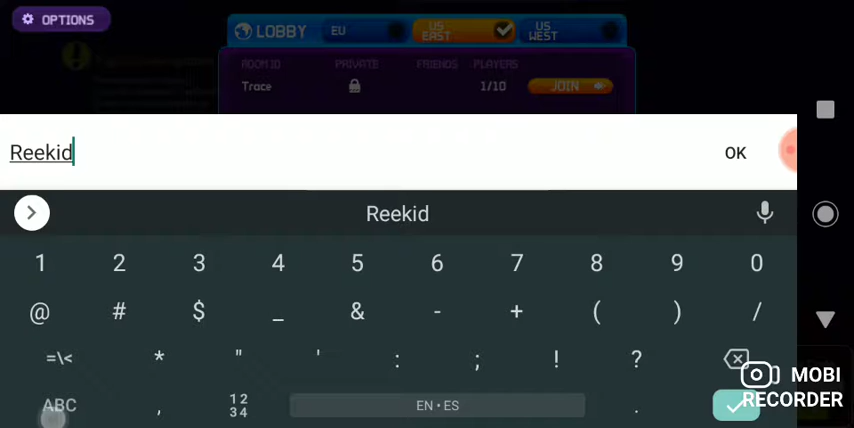 OPTIONS
LOBBY EU US EAST US WEST
ROOM ID PRIVATE FRIENDS PLAYERS
Trace 1/10 JOIN
Reekid OK
Reekid
1 2 3 4 5 6 7 8 9 0
@ # $ _ & - + ( ) /
=\< * " ' : ; ! ?
ABC , 12 34 EN • ES .
MOBI
RECORDER